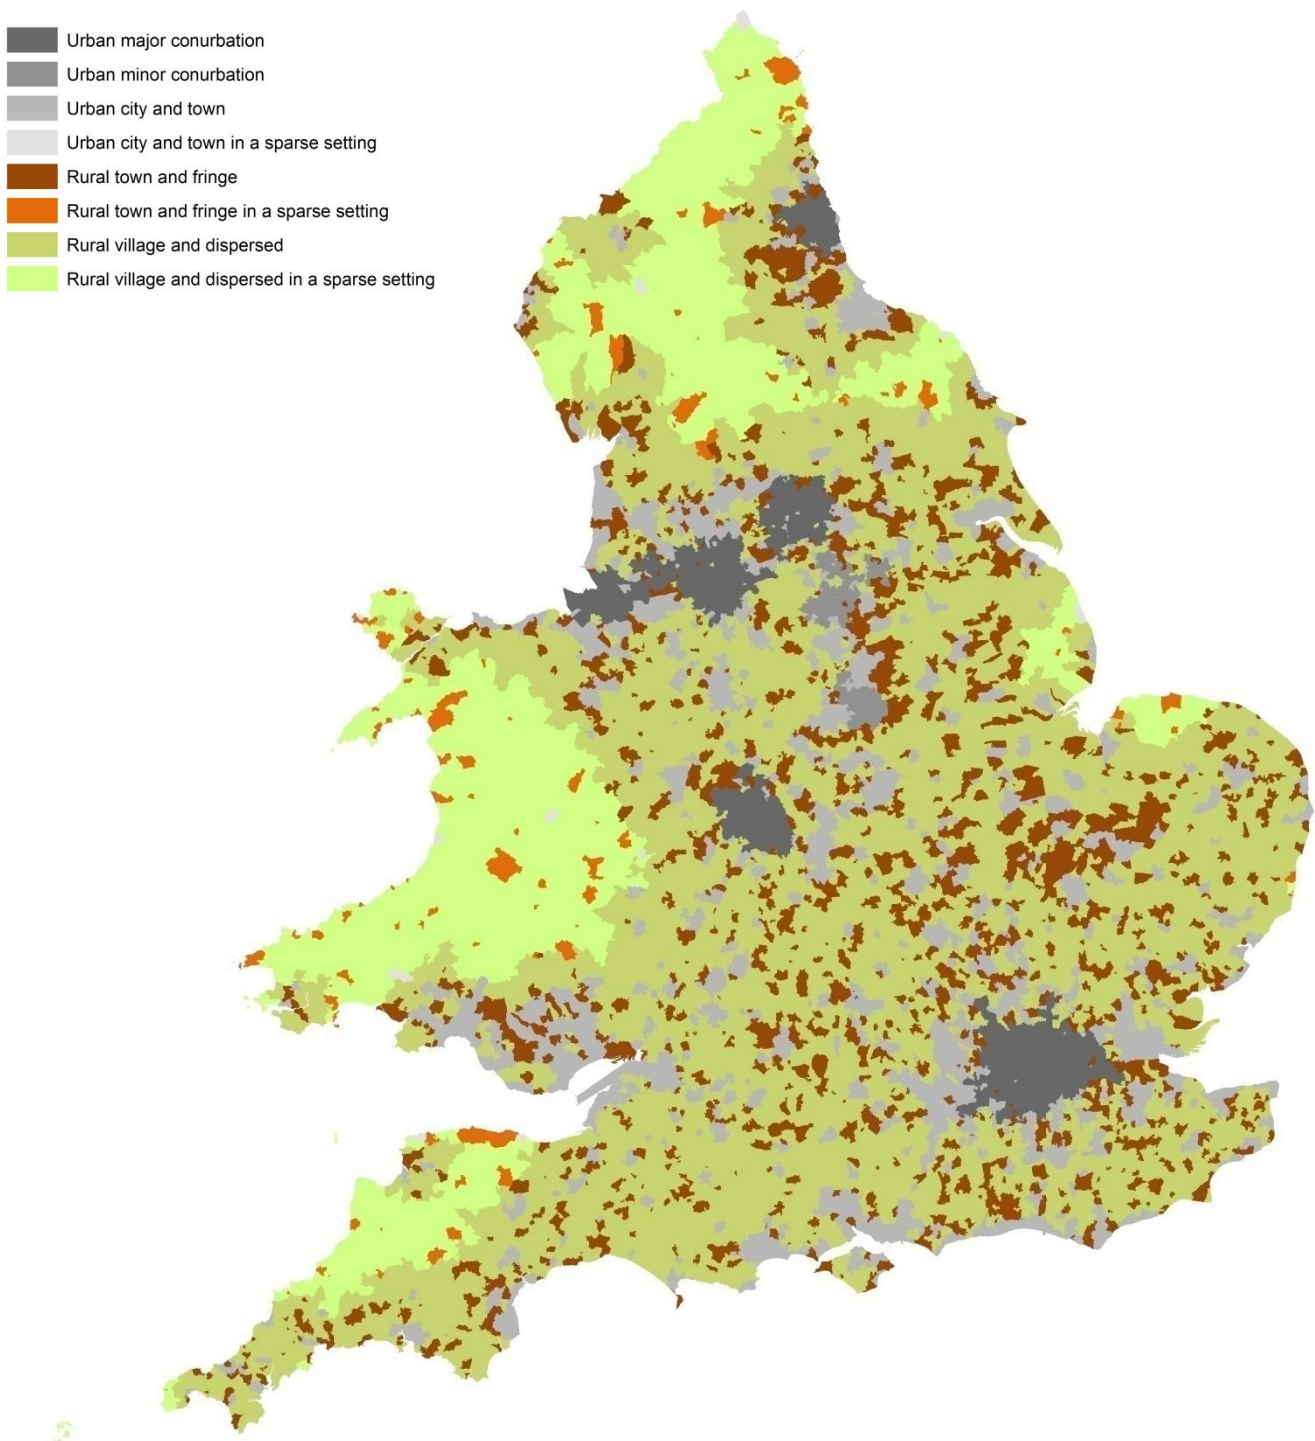 Urban major conurbation
Urban minor conurbation
Urban city and town
Urban city and town in a sparse setting
Rural town and fringe
Rural town and fringe in a sparse setting
Rural village and dispersed
Rural village and dispersed in a sparse setting